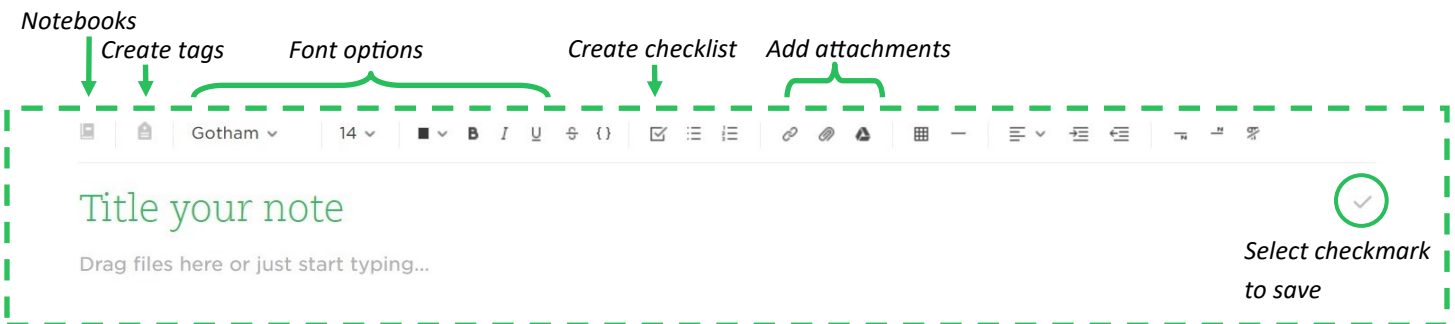 Notebooks
Create tags Font options Create checklist Add attachments
Gotham 14 B I U S {}
Title your note
Drag files here or just start typing...
Select checkmark
to save